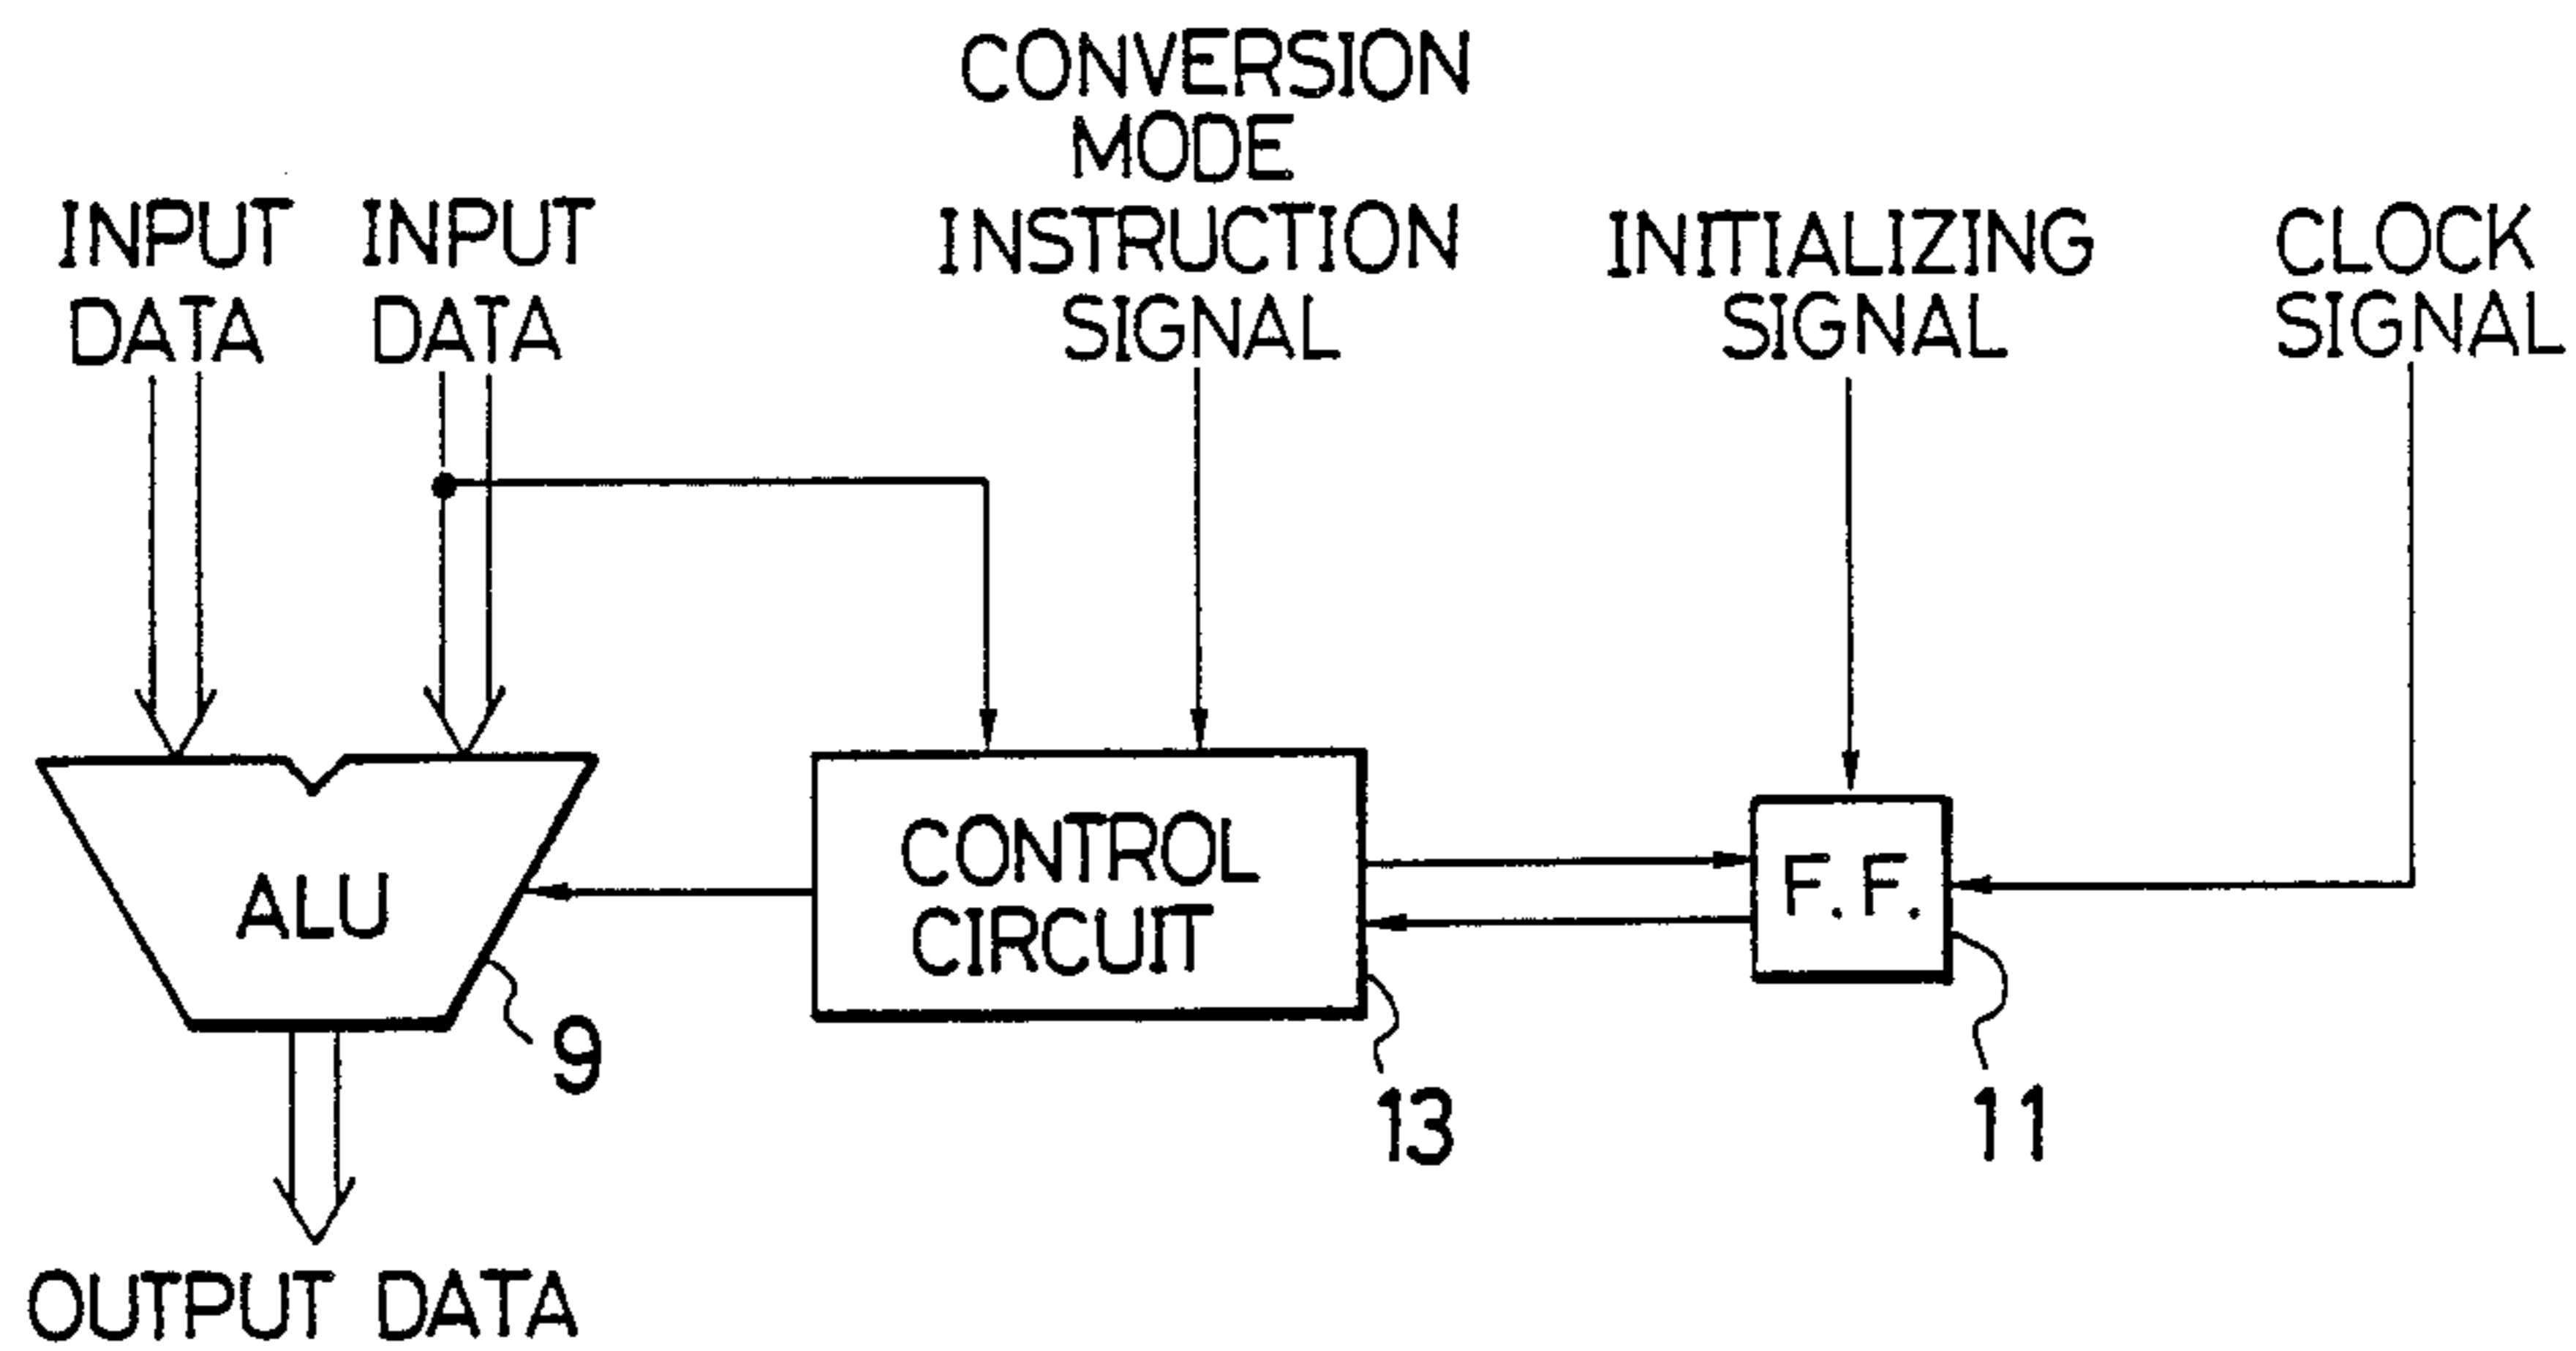 CONVERSION
MODE
INSTRUCTION
SIGNAL
INPUT
DATA
INPUT
DATA
INITIALIZING
SIGNAL
CLOCK
SIGNAL
ALU
CONTROL
CIRCUIT
F.F.
9
13
11
OUTPUT DATA